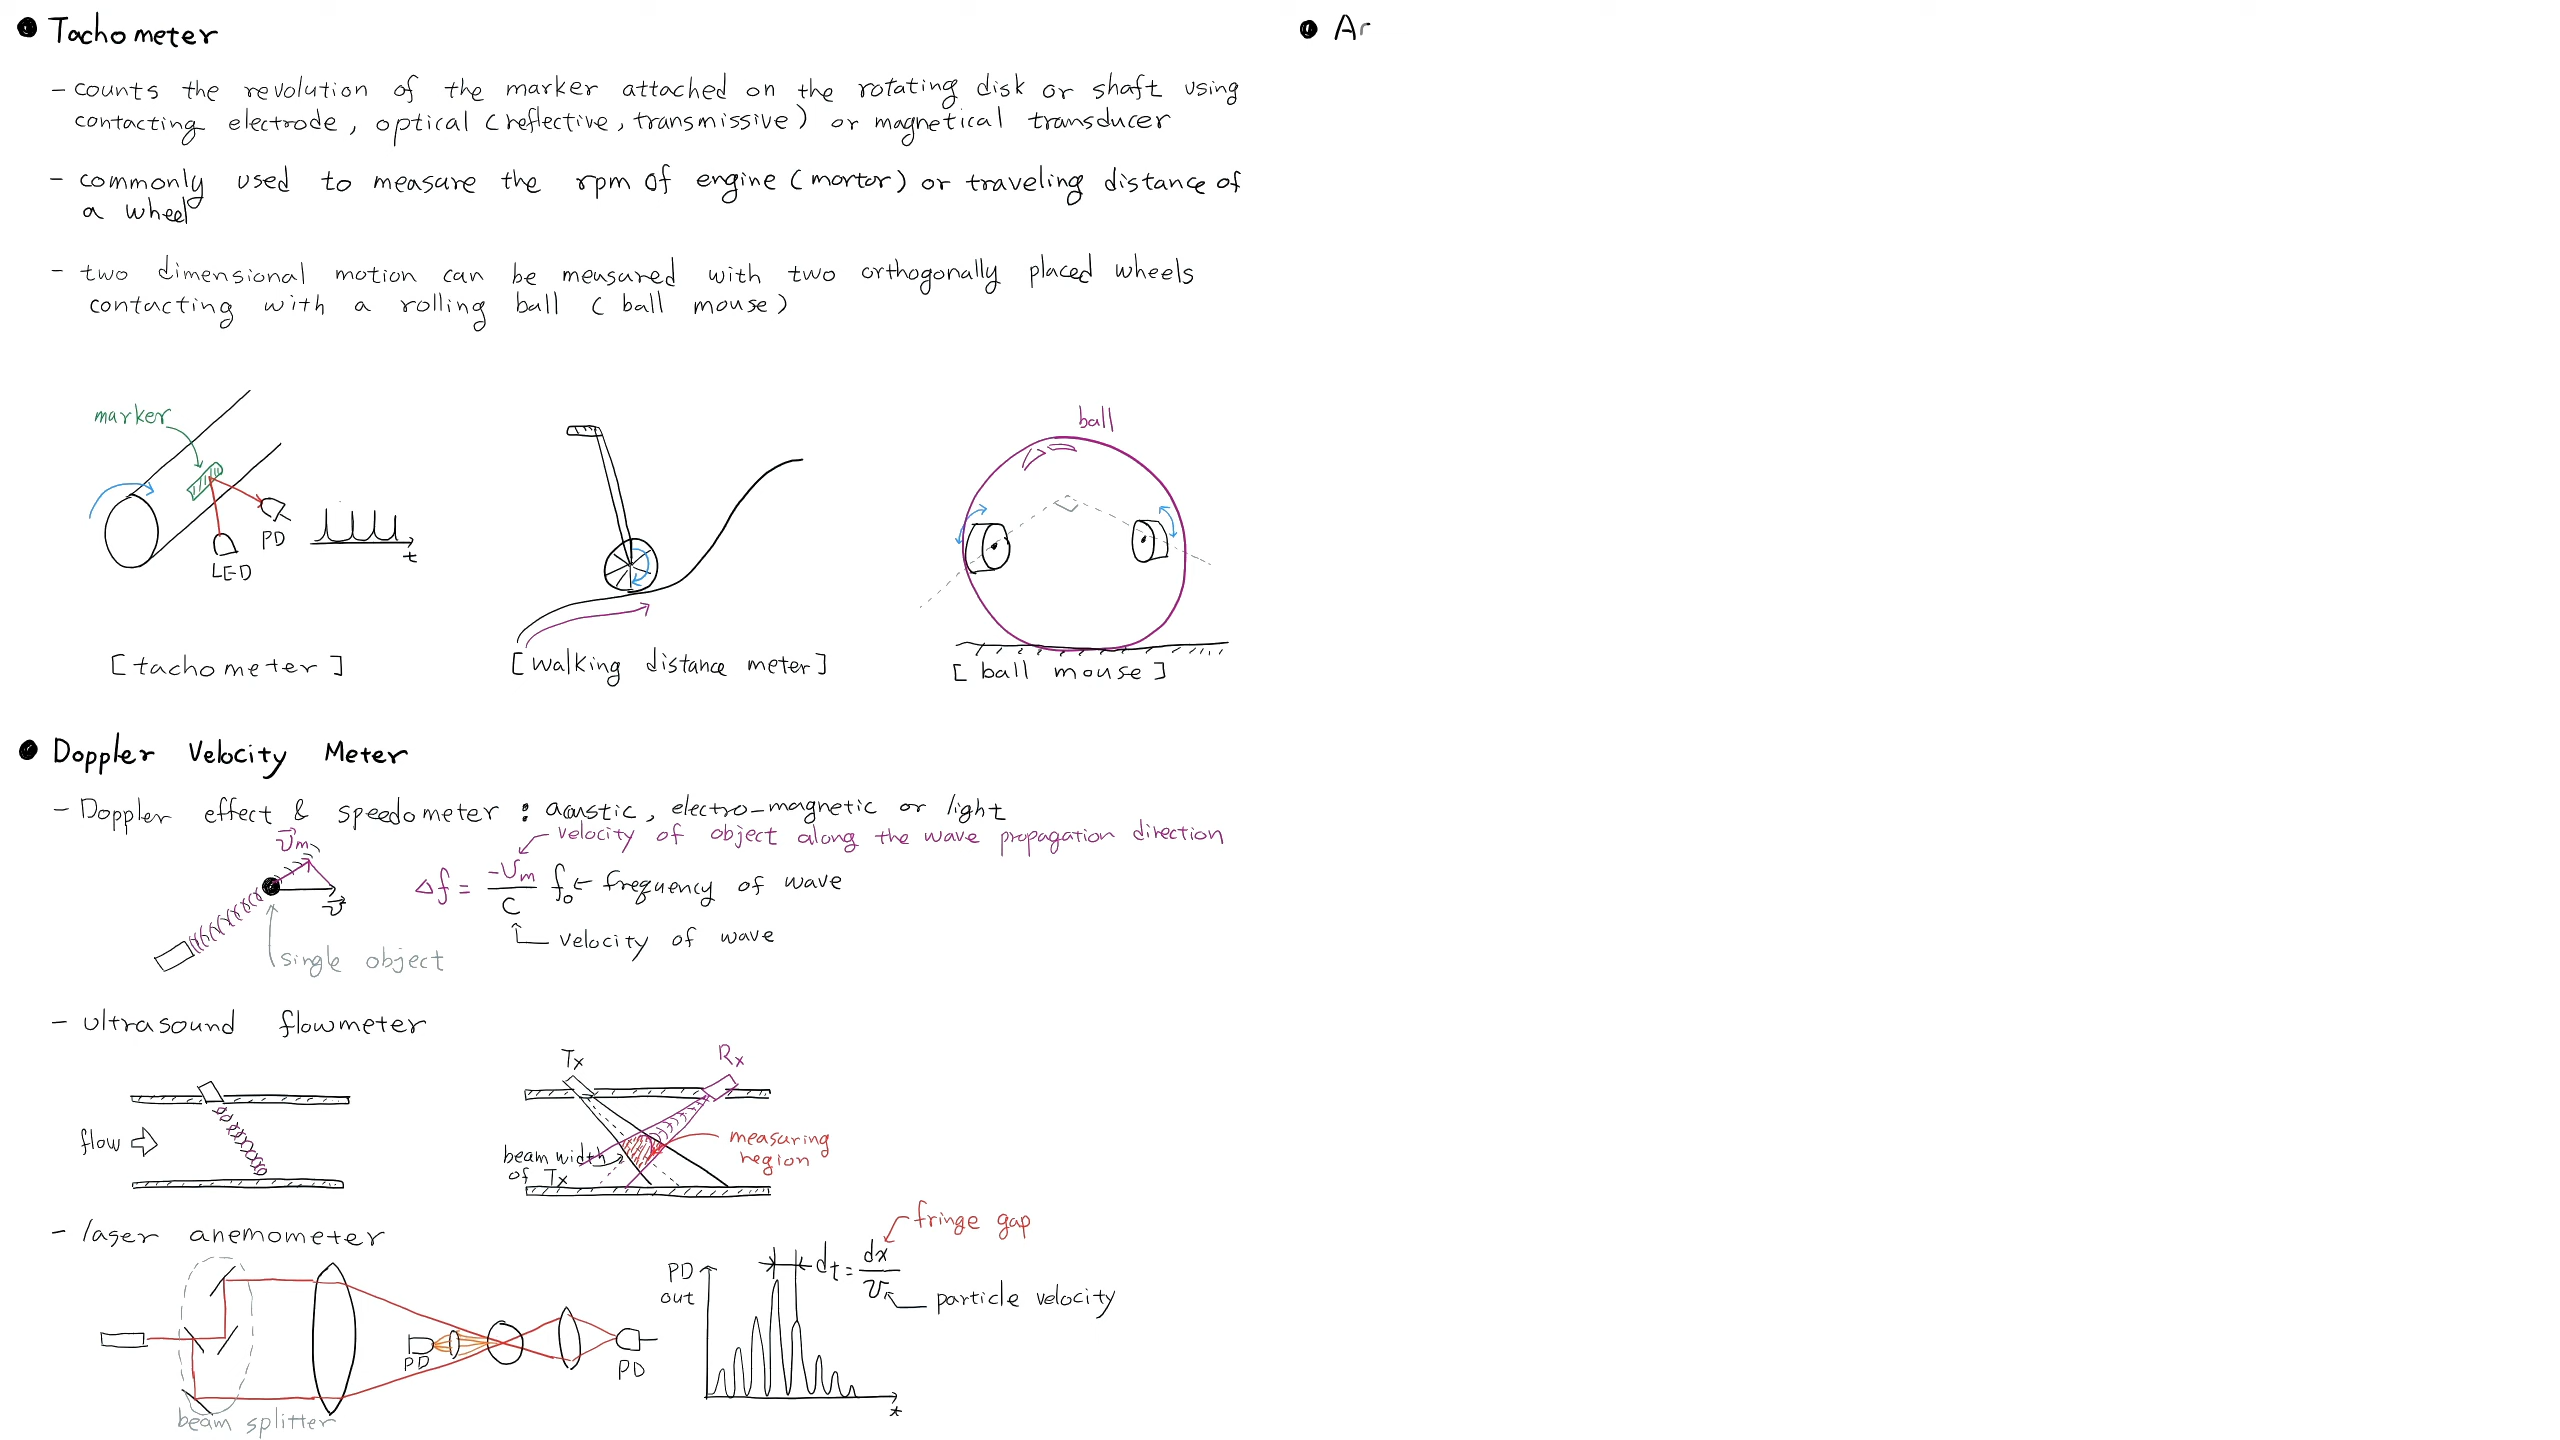 ● Tachometer
- counts the revolution of the marker attached on the rotating disk or shaft using
contacting electrode, optical (reflective, transmissive) or magnetical transducer
- commonly used to measure the rpm of engine (mortor) or traveling distance of
a wheel
- two dimensional motion can be measured with two orthogonally placed wheels
contacting with a rolling ball (ball mouse)
marker
PD
LED
t
[tachometer]
[walking distance meter]
ball
[ball mouse]
● Doppler Velocity Meter
- Doppler effect & speedometer : acoustic, electro-magnetic or light
velocity of object along the wave propagation direction
v⃗m
v⃗
single object
Δf = -Vm/C f₀ ← frequency of wave
velocity of wave
- ultrasound flowmeter
flow ⇨
Tx
Rx
beam width
of Tx
measuring
region
- laser anemometer
beam splitter
PD
PD
PD
out
dt = dx/v
fringe gap
particle velocity
t
● Ar